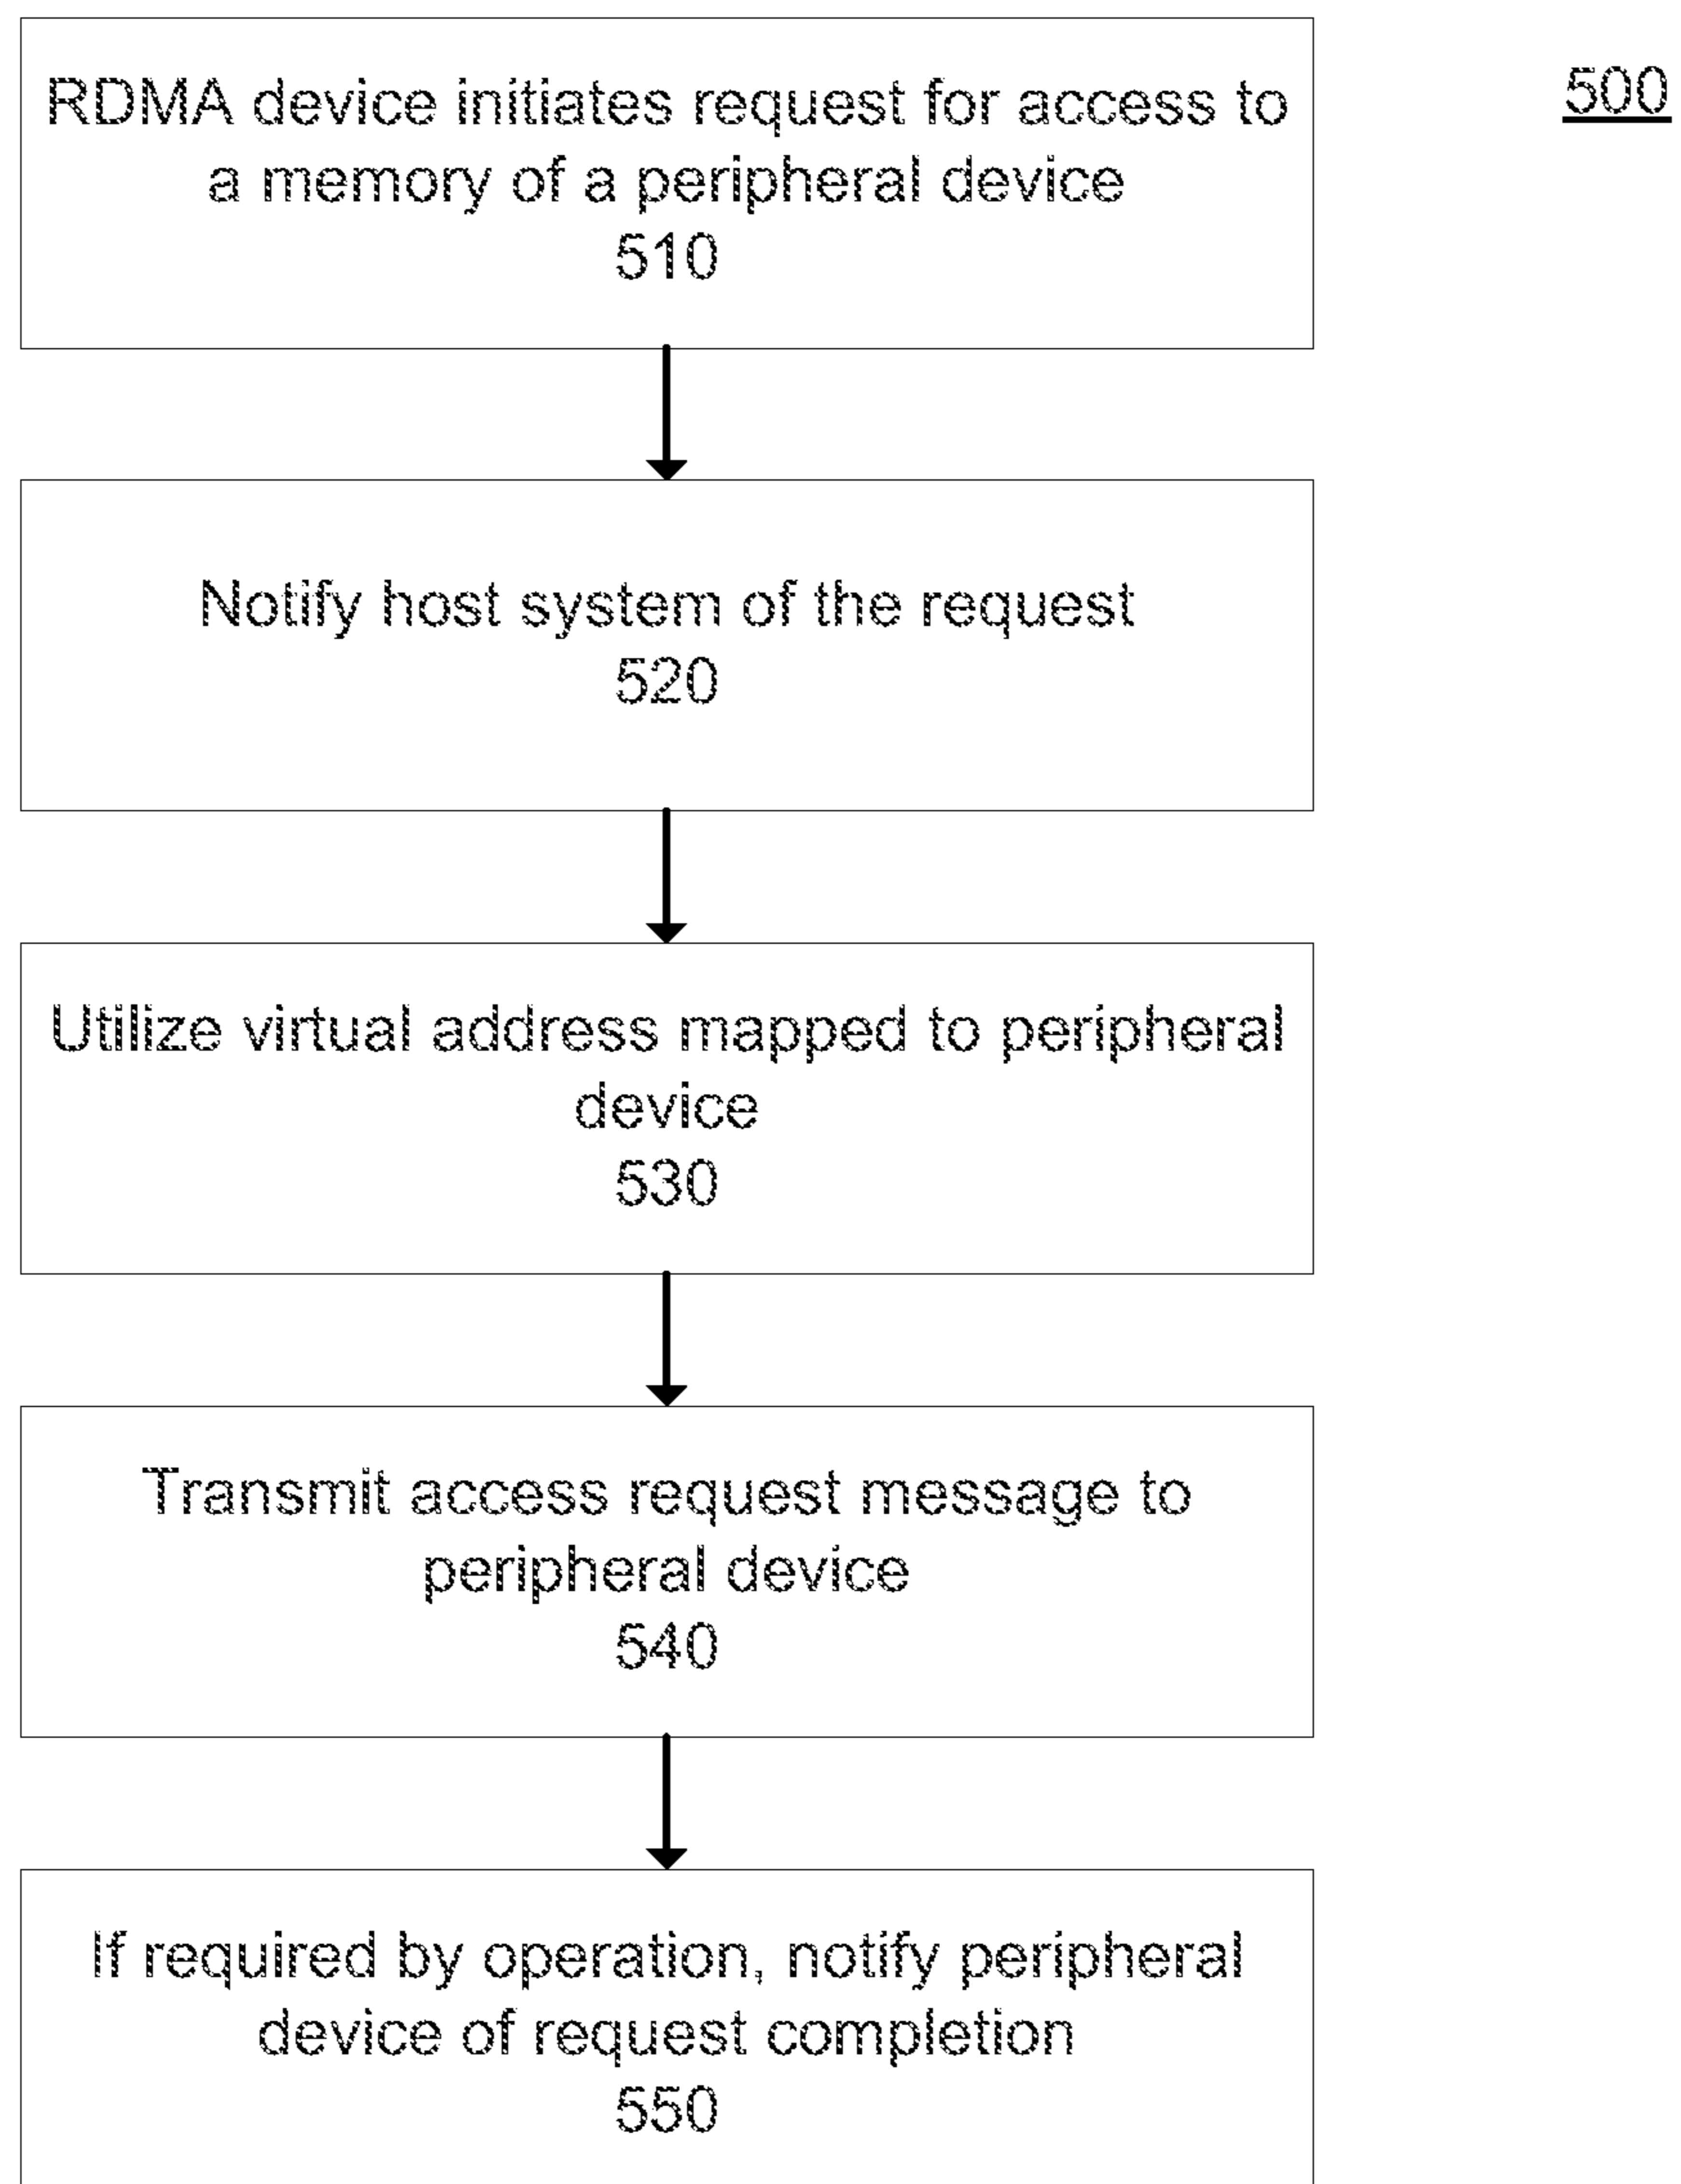 RDMA device initiates request for access to
a memory of a peripheral device
510
500
Notify host system of the request
520
Utilize virtual address mapped to peripheral
device
530
Transmit access request message to
peripheral device
540
If required by operation, notify peripheral
device of request completion
550